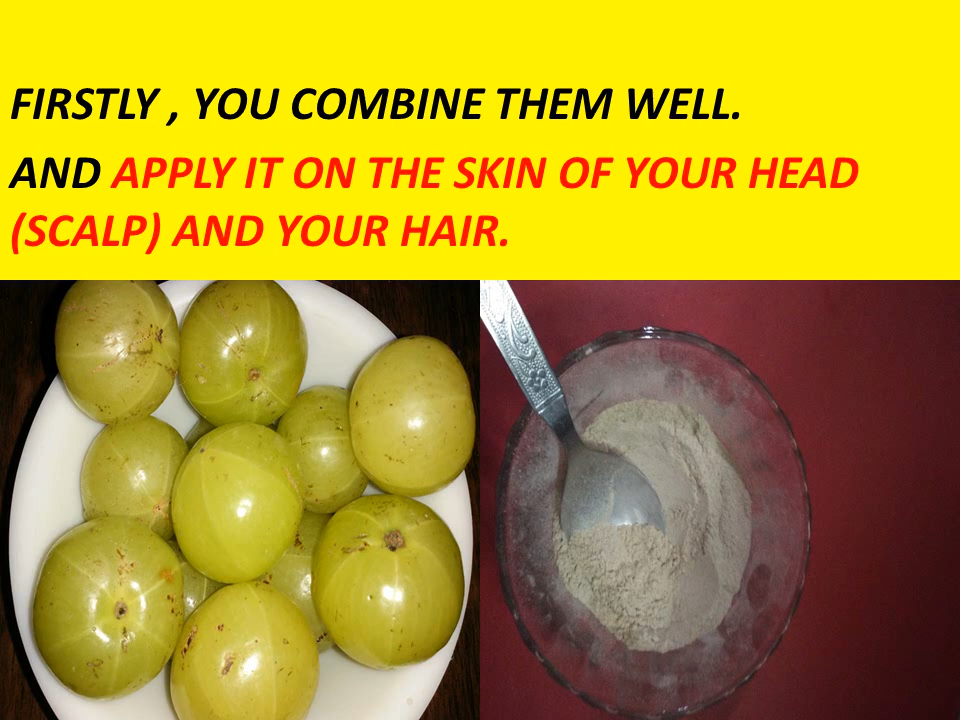 FIRSTLY , YOU COMBINE THEM WELL.
AND APPLY IT ON THE SKIN OF YOUR HEAD
(SCALP) AND YOUR HAIR.